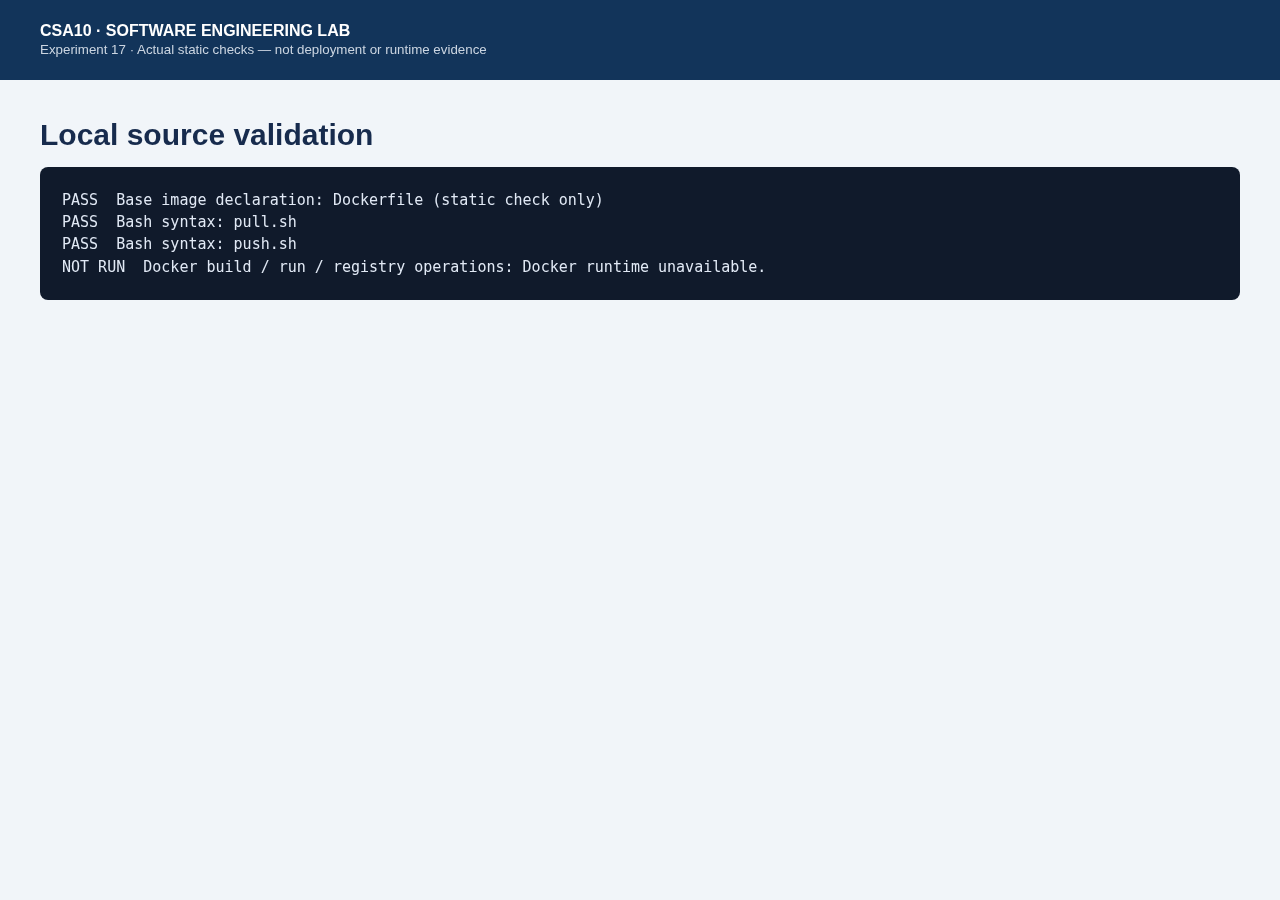 CSA10 · SOFTWARE ENGINEERING LAB
Experiment 17 · Actual static checks — not deployment or runtime evidence
Local source validation
PASS  Base image declaration: Dockerfile (static check only)
PASS  Bash syntax: pull.sh
PASS  Bash syntax: push.sh
NOT RUN  Docker build / run / registry operations: Docker runtime unavailable.